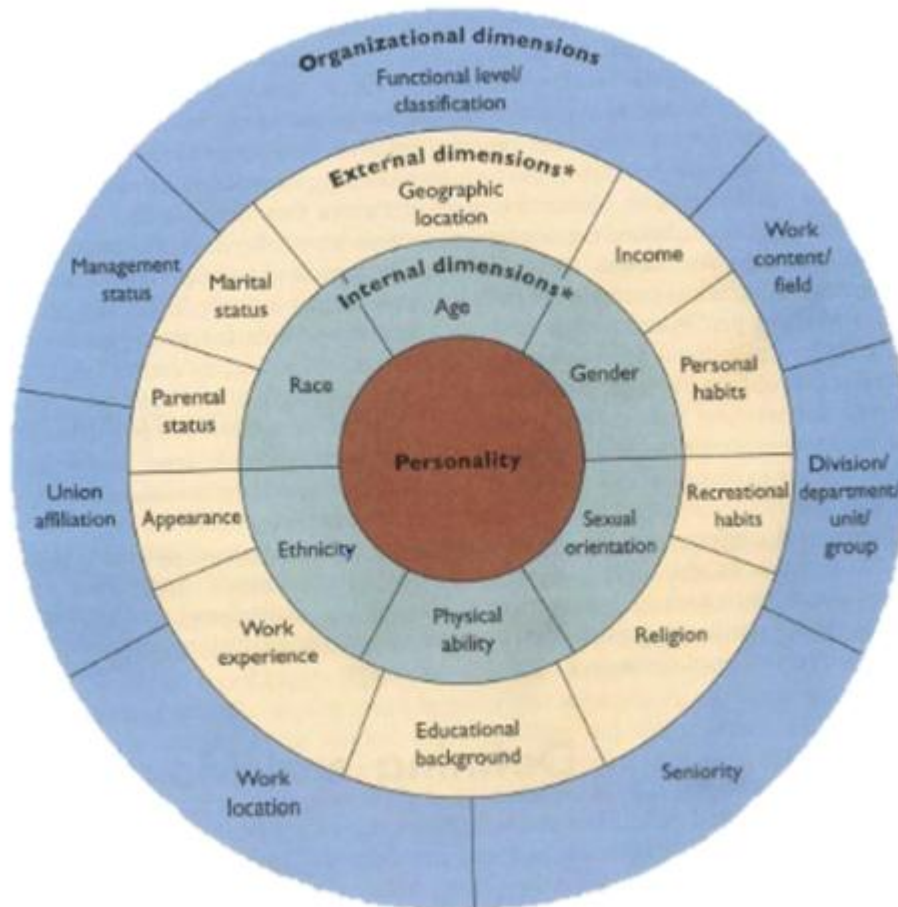 Organizational dimensions
Functional level/
classification
External dimensions*
Geographic
location
Internal dimensions*
Age
Income
Work
content/
field
Management
status
Marital
status
Race
Gender
Personal
habits
Parental
status
Personality
Division/
department/
unit/
group
Union
affiliation
Appearance
Ethnicity
Sexual
orientation
Recreational
habits
Physical
ability
Work
experience
Religion
Educational
background
Work
location
Seniority